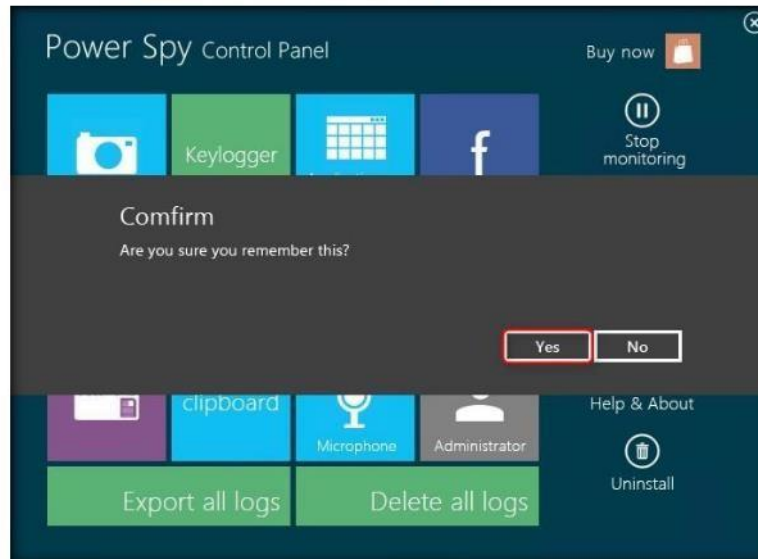 Power Spy Control Panel
Buy now
Keylogger
Stop
monitoring
Comfirm
Are you sure you remember this?
Yes
No
clipboard
Microphone
Administrator
Help & About
Uninstall
Export all logs
Delete all logs